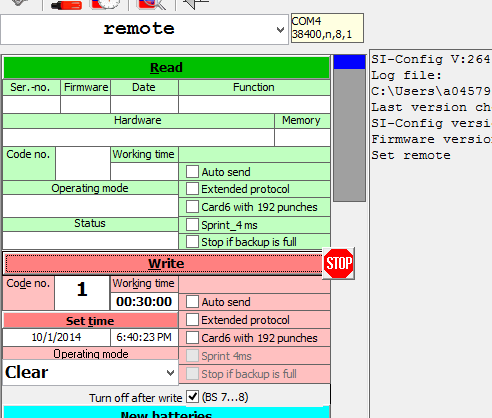 remote
COM4
38400,n,8,1
Read
Ser.-no. Firmware Date Function
Hardware Memory
Code no. Working time
Auto send
Operating mode Extended protocol
Card6 with 192 punches
Status Sprint_4 ms
Stop if backup is full
Write
STOP
Code no. 1 Working time
00:30:00 Auto send
Set time Extended protocol
10/1/2014 6:40:23 PM Card6 with 192 punches
Operating mode Sprint 4ms
Clear Stop if backup is full
Turn off after write (BS 7...8)
New batteries
SI-Config V:264
Log file:
C:\Users\a04579
Last version ch
SI-Config versi
Firmware version
Set remote